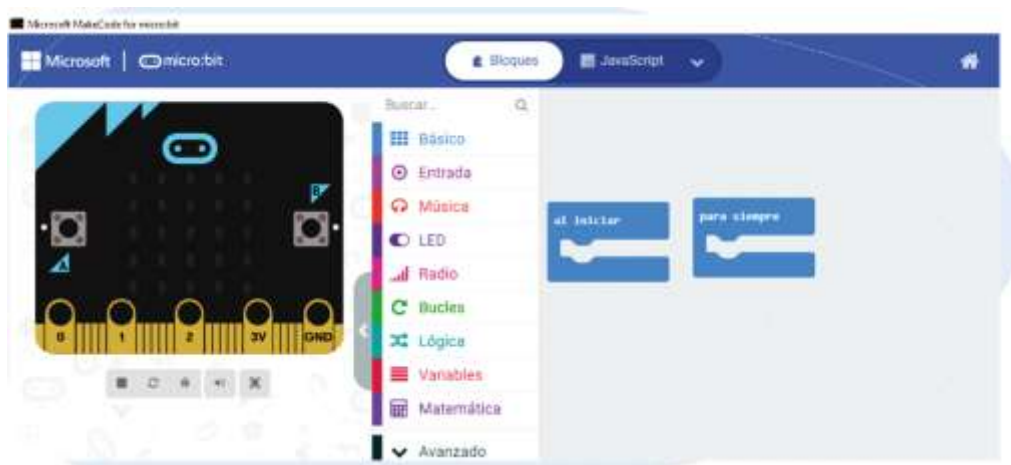 Microsoft MakeCode for micro:bit
Microsoft | micro:bit
Bloques
JavaScript
Buscar...
Básico
Entrada
Música
LED
Radio
Bucles
Lógica
Variables
Matemática
Avanzado
al iniciar
para siempre
B
A
0 1 2 3V GND